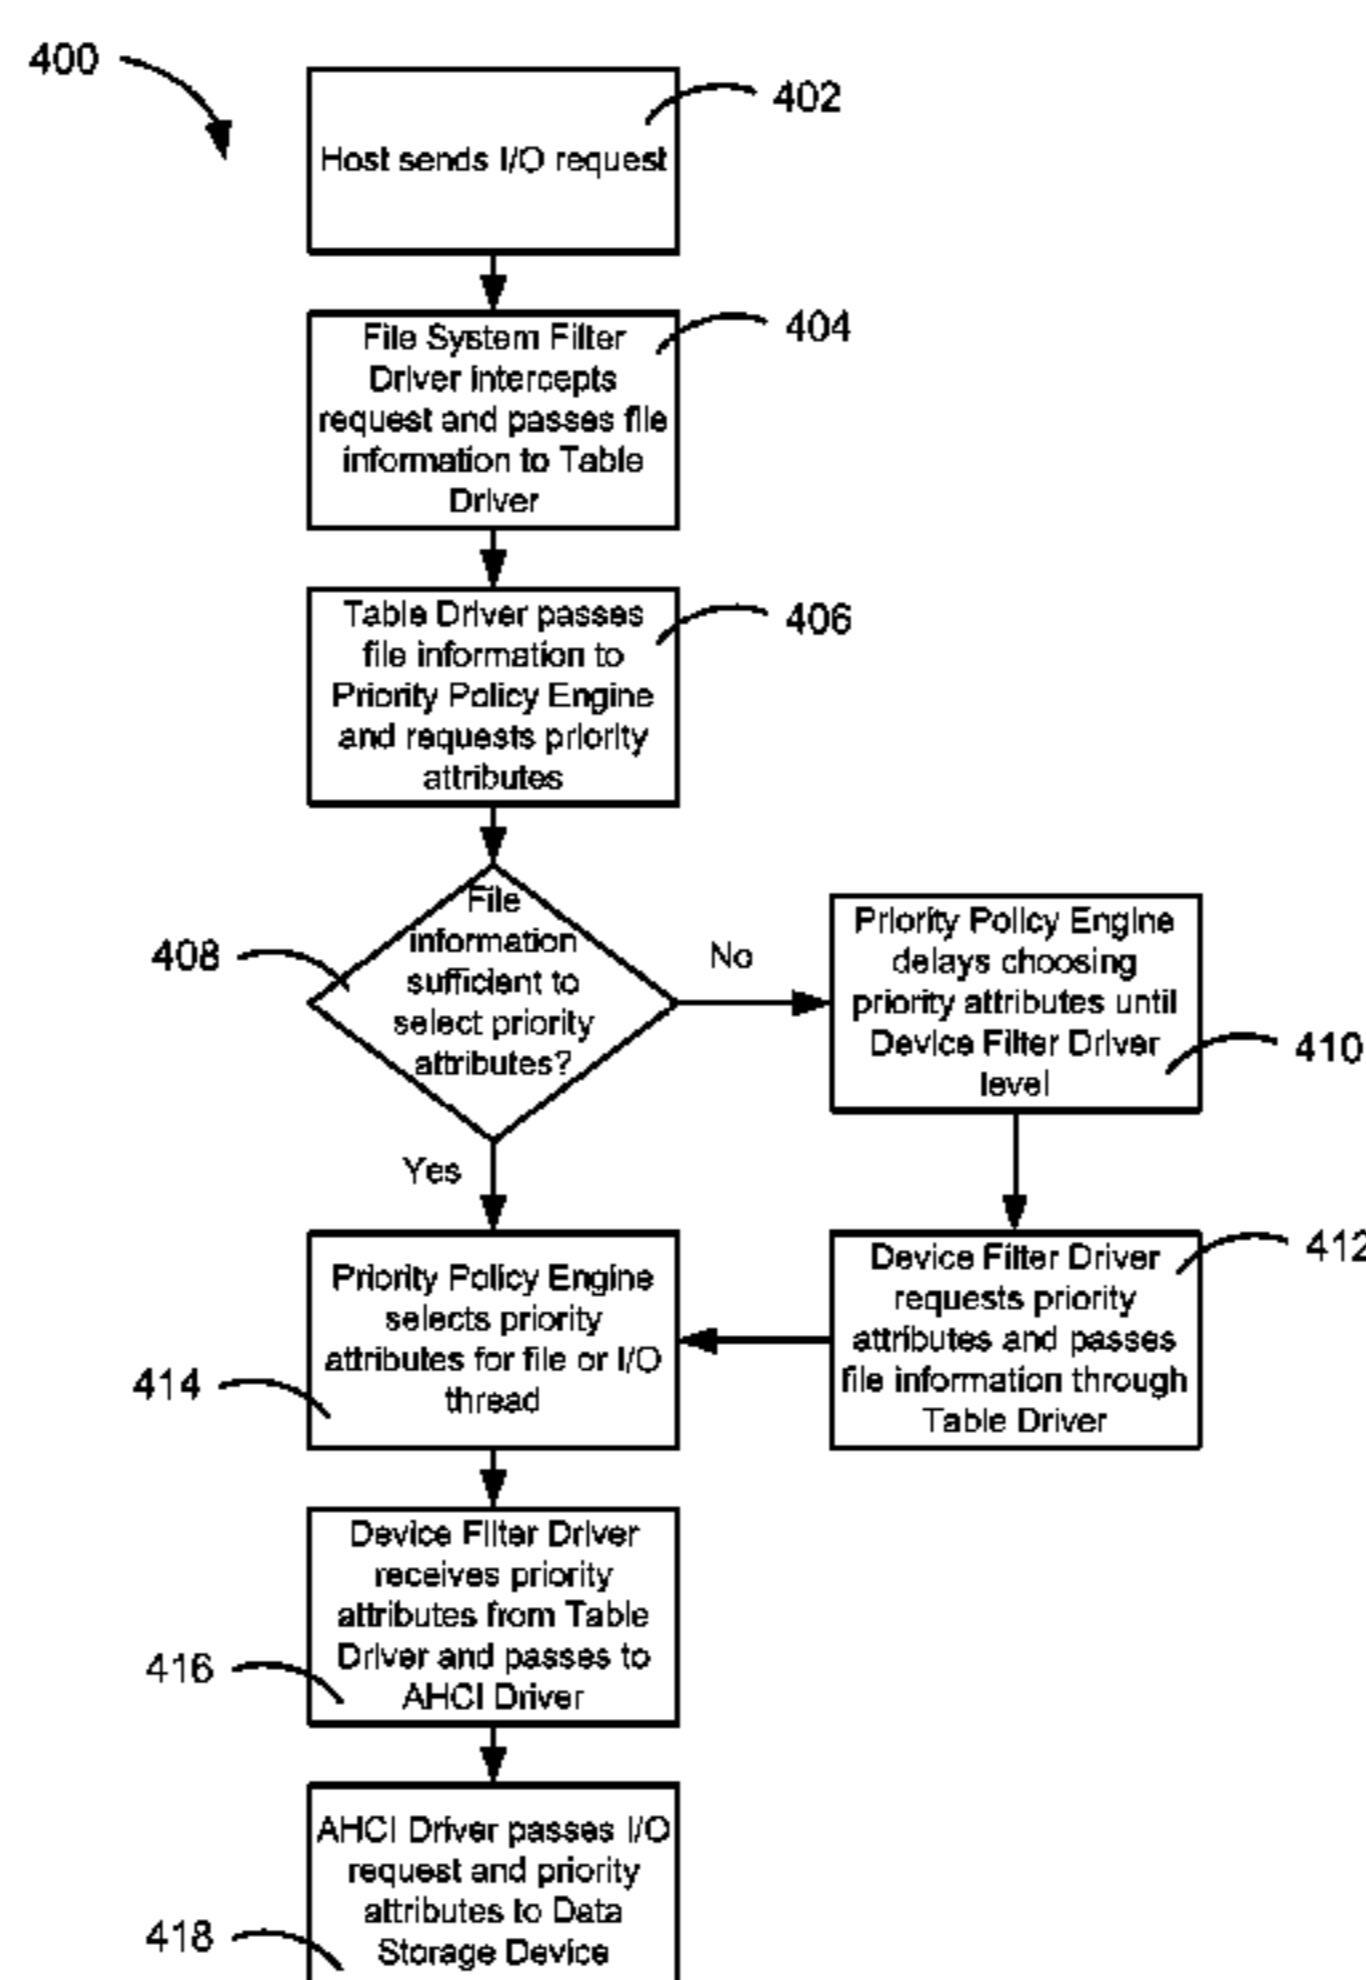 400
402
Host sends I/O request
404
File System Filter
Driver intercepts
request and passes file
information to Table
Driver
406
Table Driver passes
file information to
Priority Policy Engine
and requests priority
attributes
408
File
information
sufficient to
select priority
attributes?
No
Yes
Priority Policy Engine
delays choosing
priority attributes until
Device Filter Driver
level
410
412
Device Filter Driver
requests priority
attributes and passes
file information through
Table Driver
414
Priority Policy Engine
selects priority
attributes for file or I/O
thread
416
Device Filter Driver
receives priority
attributes from Table
Driver and passes to
AHCI Driver
418
AHCI Driver passes I/O
request and priority
attributes to Data
Storage Device